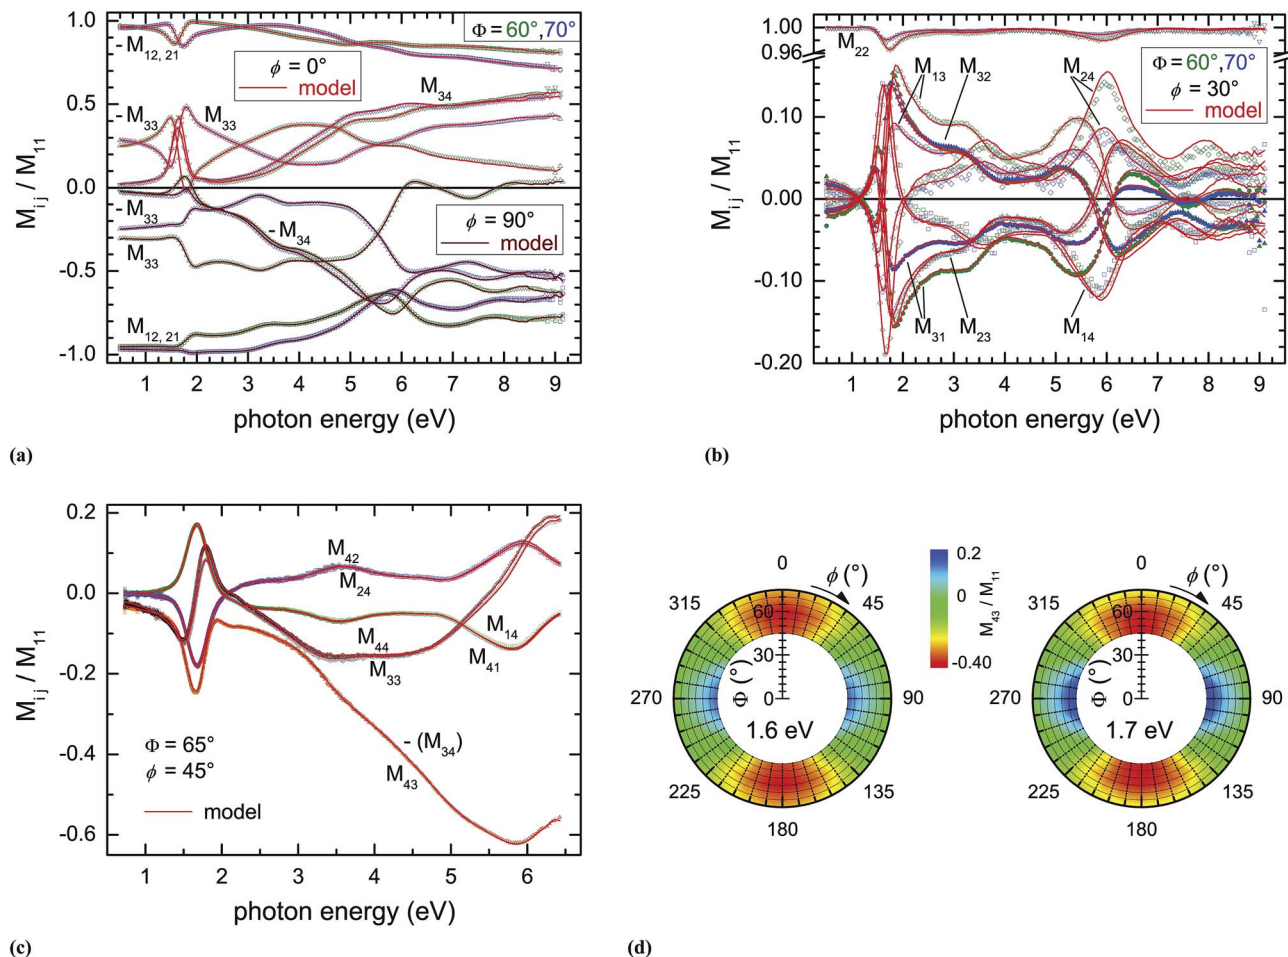 M_ij / M_11
1.0
0.5
0.0
-0.5
-1.0
Φ = 60°,70°
- M_12, 21
ϕ = 0°
model
M_34
- M_33
M_33
- M_33
M_33
- M_34
ϕ = 90°
model
M_12, 21
1 2 3 4 5 6 7 8 9
photon energy (eV)
(a)
M_ij / M_11
1.00
0.96
0.10
0.00
-0.10
-0.20
M_22
Φ = 60°,70°
ϕ = 30°
model
M_13 M_32 M_24
M_31 M_23 M_14
1 2 3 4 5 6 7 8 9
photon energy (eV)
(b)
M_ij / M_11
0.2
0.0
-0.2
-0.4
-0.6
M_42
M_24
M_44
M_33
M_14
M_41
- (M_34)
M_43
Φ = 65°
ϕ = 45°
model
1 2 3 4 5 6
photon energy (eV)
(c)
0
ϕ (°)
315 45
60
30
0
Φ (°)
270 90
1.6 eV
225 135
180
0.2
0
-0.40
M_43 / M_11
0
ϕ (°)
315 45
60
30
0
Φ (°)
270 90
1.7 eV
225 135
180
(d)